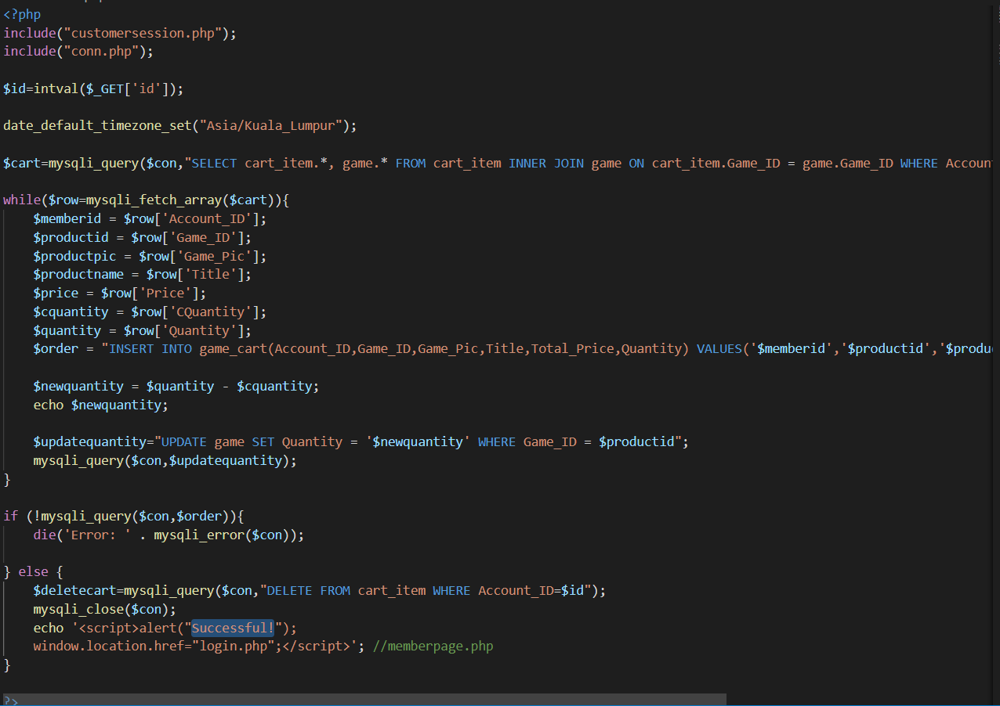 <?php
include("customersession.php");
include("conn.php");
$id=intval($_GET['id']);
date_default_timezone_set("Asia/Kuala_Lumpur");
$cart=mysqli_query($con,"SELECT cart_item.*, game.* FROM cart_item INNER JOIN game ON cart_item.Game_ID = game.Game_ID WHERE Accoun
while($row=mysqli_fetch_array($cart)){
    $memberid = $row['Account_ID'];
    $productid = $row['Game_ID'];
    $productpic = $row['Game_Pic'];
    $productname = $row['Title'];
    $price = $row['Price'];
    $cquantity = $row['CQuantity'];
    $quantity = $row['Quantity'];
    $order = "INSERT INTO game_cart(Account_ID,Game_ID,Game_Pic,Title,Total_Price,Quantity) VALUES('$memberid','$productid','$produ
    $newquantity = $quantity - $cquantity;
    echo $newquantity;
    $updatequantity="UPDATE game SET Quantity = '$newquantity' WHERE Game_ID = $productid";
    mysqli_query($con,$updatequantity);
}
if (!mysqli_query($con,$order)){
    die('Error: ' . mysqli_error($con));
} else {
    $deletecart=mysqli_query($con,"DELETE FROM cart_item WHERE Account_ID=$id");
    mysqli_close($con);
    echo '<script>alert("Successful!");
    window.location.href="login.php";</script>'; //memberpage.php
}
?>